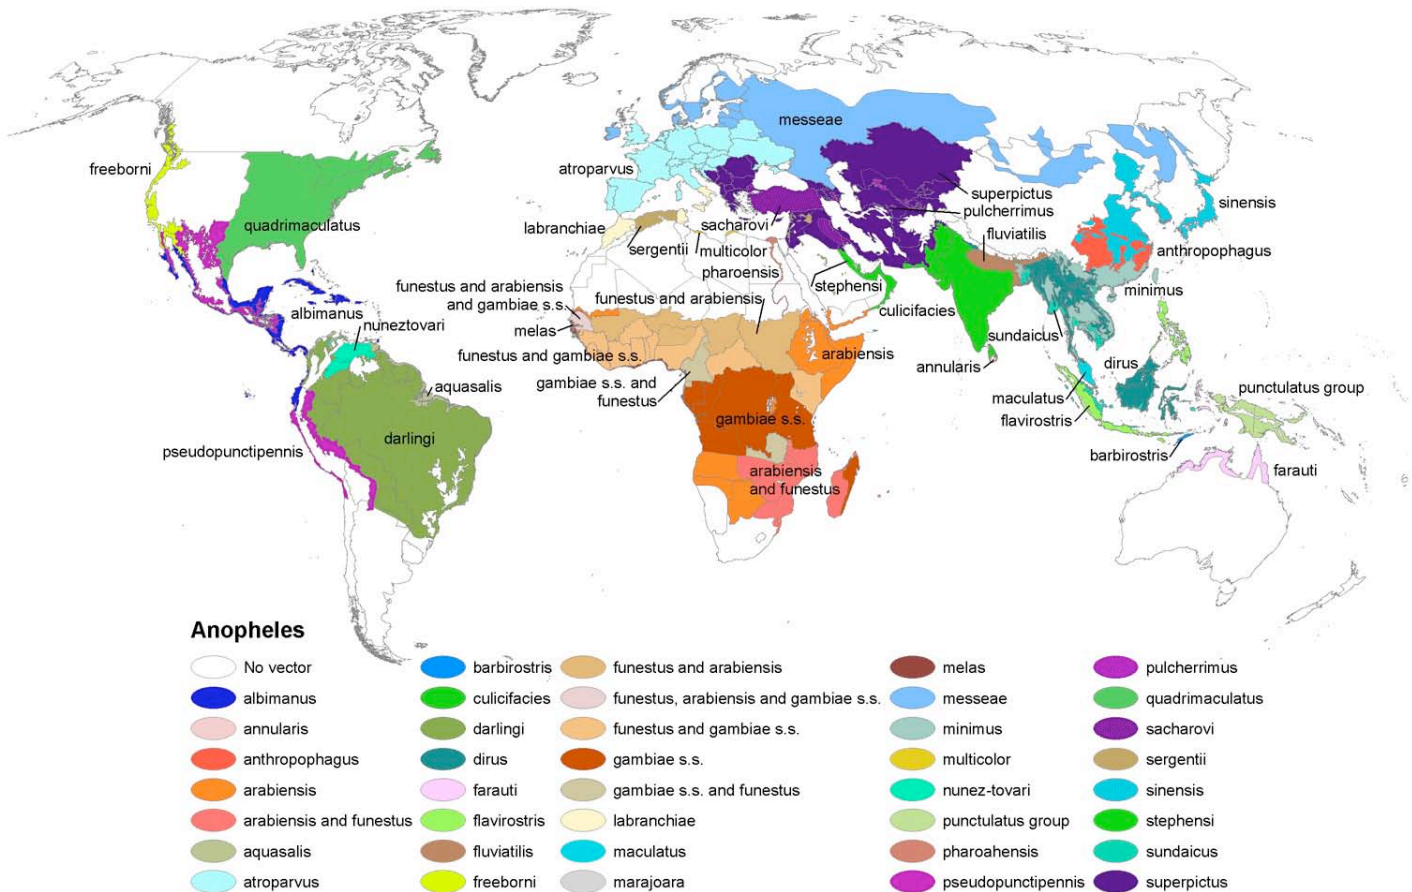 messeae
freeborni
atroparvus
superpictus
pulcherrimus
sinensis
quadrimaculatus
labranchiae
sacharovi
fluviatilis
sergentii
multicolor
anthropophagus
pharoensis
funestus and arabiensis
and gambiae s.s.
stephensi
funestus and arabiensis
minimus
albimanus
culicifacies
nuneztovari
melas
sundaicus
funestus and gambiae s.s.
arabiensis
annularis
dirus
aquasalis
gambiae s.s. and
funestus
punctulatus group
maculatus
gambiae s.s.
flavirostris
darlingi
pseudopunctipennis
barbirostris
arabiensis
and funestus
farauti
Anopheles
No vector
albimanus
annularis
anthropophagus
arabiensis
arabiensis and funestus
aquasalis
atroparvus
barbirostris
culicifacies
darlingi
dirus
farauti
flavirostris
fluviatilis
freeborni
funestus and arabiensis
funestus, arabiensis and gambiae s.s.
funestus and gambiae s.s.
gambiae s.s.
gambiae s.s. and funestus
labranchiae
maculatus
marajoara
melas
messeae
minimus
multicolor
nunez-tovari
punctulatus group
pharoahensis
pseudopunctipennis
pulcherrimus
quadrimaculatus
sacharovi
sergentii
sinensis
stephensi
sundaicus
superpictus